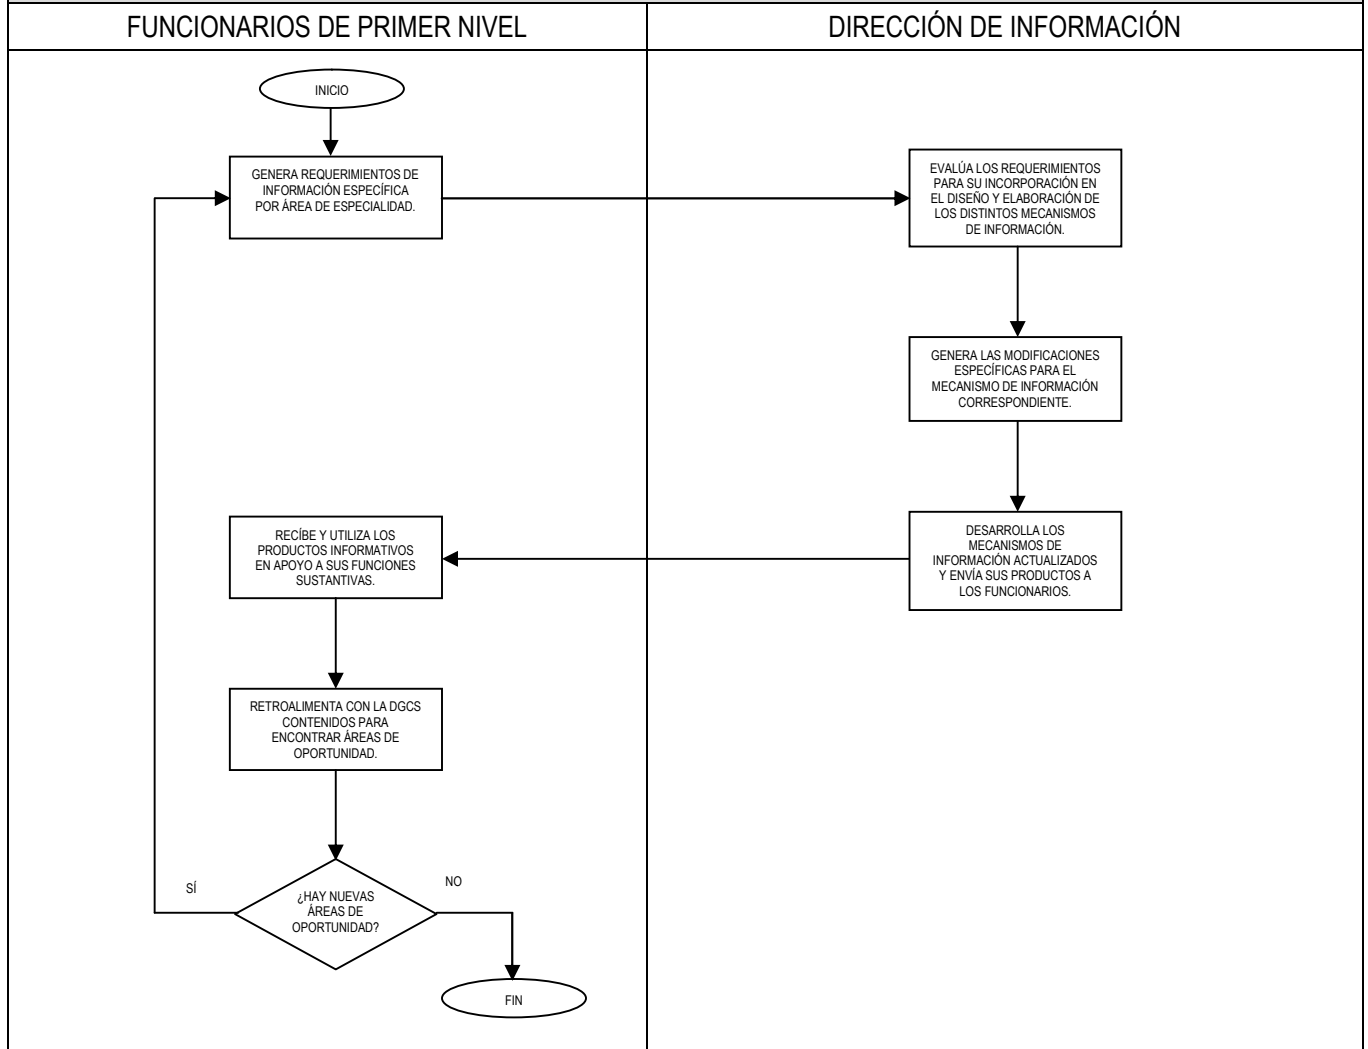 FUNCIONARIOS DE PRIMER NIVEL
DIRECCIÓN DE INFORMACIÓN
INICIO
GENERA REQUERIMIENTOS DE
INFORMACIÓN ESPECÍFICA
POR ÁREA DE ESPECIALIDAD.
EVALÚA LOS REQUERIMIENTOS
PARA SU INCORPORACIÓN EN
EL DISEÑO Y ELABORACIÓN DE
LOS DISTINTOS MECANISMOS
DE INFORMACIÓN.
GENERA LAS MODIFICACIONES
ESPECÍFICAS PARA EL
MECANISMO DE INFORMACIÓN
CORRESPONDIENTE.
DESARROLLA LOS
MECANISMOS DE
INFORMACIÓN ACTUALIZADOS
Y ENVÍA SUS PRODUCTOS A
LOS FUNCIONARIOS.
RECÍBE Y UTILIZA LOS
PRODUCTOS INFORMATIVOS
EN APOYO A SUS FUNCIONES
SUSTANTIVAS.
RETROALIMENTA CON LA DGCS
CONTENIDOS PARA
ENCONTRAR ÁREAS DE
OPORTUNIDAD.
¿HAY NUEVAS
ÁREAS DE
OPORTUNIDAD?
SÍ
NO
FIN